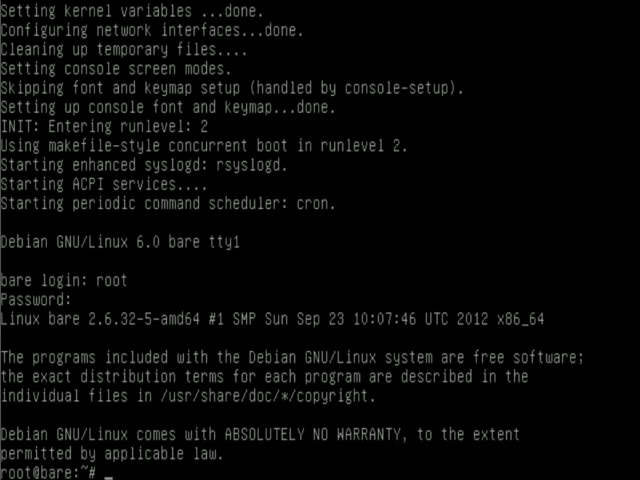 Setting kernel variables ...done.
Configuring network interfaces...done.
Cleaning up temporary files....
Setting console screen modes.
Skipping font and keymap setup (handled by console-setup).
Setting up console font and keymap...done.
INIT: Entering runlevel: 2
Using makefile-style concurrent boot in runlevel 2.
Starting enhanced syslogd: rsyslogd.
Starting ACPI services....
Starting periodic command scheduler: cron.
Debian GNU/Linux 6.0 bare tty1
bare login: root
Password:
Linux bare 2.6.32-5-amd64 #1 SMP Sun Sep 23 10:07:46 UTC 2012 x86_64
The programs included with the Debian GNU/Linux system are free software;
the exact distribution terms for each program are described in the
individual files in /usr/share/doc/*/copyright.
Debian GNU/Linux comes with ABSOLUTELY NO WARRANTY, to the extent
permitted by applicable law.
root@bare:~# _